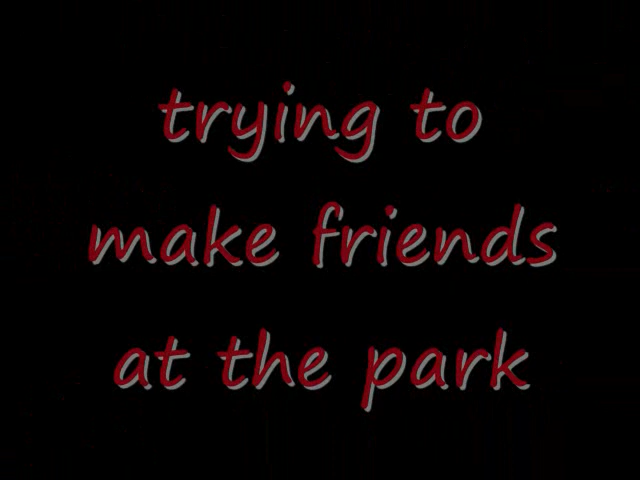 trying to
make friends
at the park